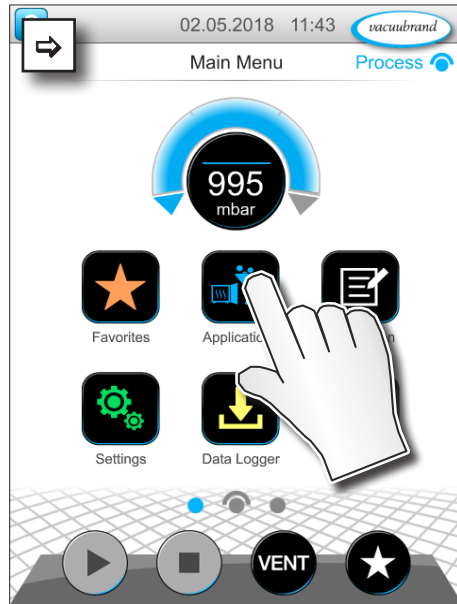 02.05.2018 11:43 vacuubrand
Main Menu Process
995
mbar
Favorites
Settings Data Logger
VENT